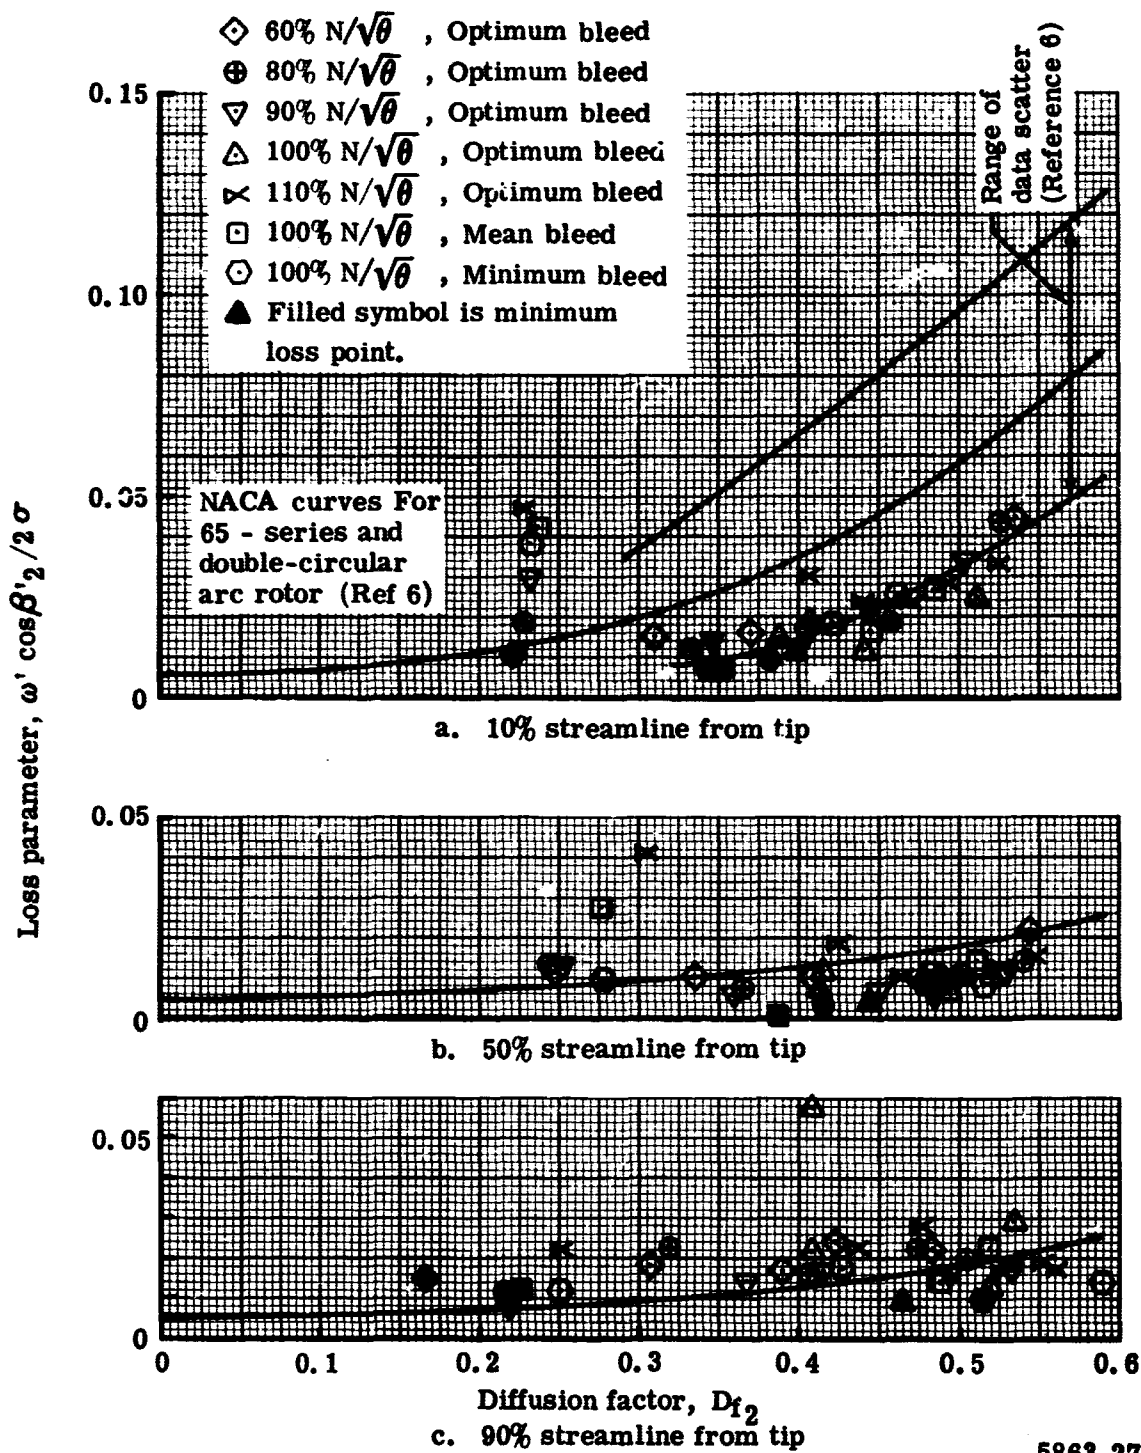 60% N/√θ , Optimum bleed
80% N/√θ , Optimum bleed
90% N/√θ , Optimum bleed
100% N/√θ , Optimum bleed
110% N/√θ , Optimum bleed
100% N/√θ , Mean bleed
100% N/√θ , Minimum bleed
Filled symbol is minimum
loss point.
Range of
data scatter
(Reference 6)
0.15
0.10
0.05
0
NACA curves For
65 - series and
double-circular
arc rotor (Ref 6)
a. 10% streamline from tip
Loss parameter, ω' cosβ'2 /2 σ
0.05
0
b. 50% streamline from tip
0.05
0
0 0.1 0.2 0.3 0.4 0.5 0.6
Diffusion factor, Df2
c. 90% streamline from tip